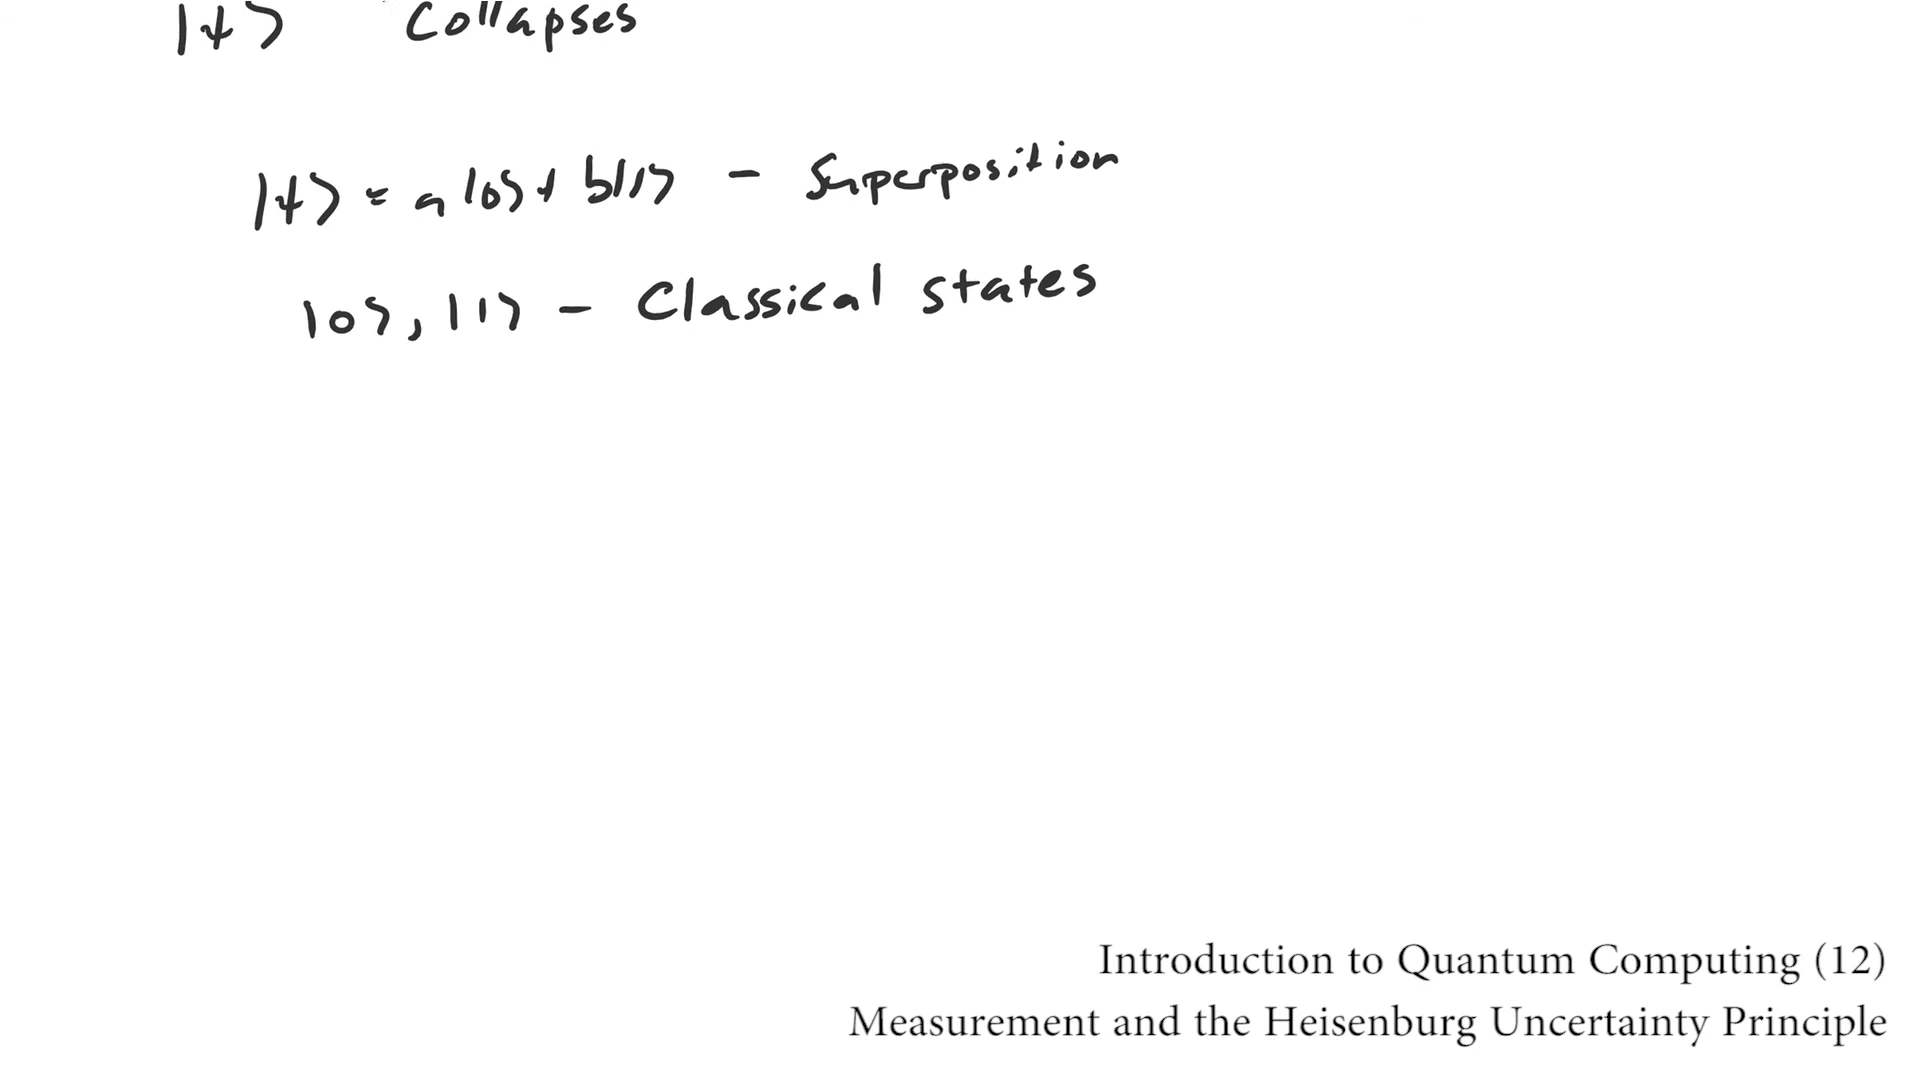 |ψ⟩ Collapses
|ψ⟩ = a|0⟩ + b|1⟩ – Superposition
|0⟩, |1⟩ – Classical states
Introduction to Quantum Computing (12)
Measurement and the Heisenburg Uncertainty Principle